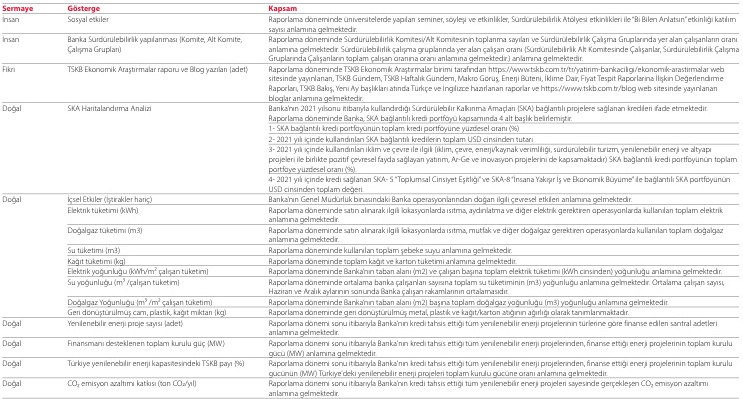 Sermaye Gösterge Kapsam
İnsan Sosyal etkiler Raporlama döneminde üniversitelerde yapılan seminer, söyleşi ve etkinlikler, Sürdürülebilirlik Atölyesi etkinlikleri ile “Bi Bilen Anlatsın” etkinliği katılım
sayısı anlamına gelmektedir.
İnsan Banka Sürdürülebilirlik yapılanması (Komite, Alt Komite, Raporlama döneminde Sürdürülebilirlik Komitesi/Alt Komitesinin toplanma sayıları ve Sürdürülebilirlik Çalışma Gruplarında yer alan çalışanların oranı
Çalışma Grupları) anlamına gelmektedir. Sürdürülebilirlik çalışma gruplarında yer alan çalışan oranı (Sürdürülebilirlik Alt Komitesinde Çalışanlar, Sürdürülebilirlik Çalışma
Gruplarında Çalışanların toplam çalışan oranına oranı anlamına gelmektedir.) anlamına gelmektedir.
Fikri TSKB Ekonomik Araştırmalar raporu ve Blog yazıları (adet) Raporlama döneminde TSKB Ekonomik Araştırmalar birimi tarafından https://www.tskb.com.tr/tr/yatirim-bankaciligi/ekonomik-arastirmalar web
sitesinde yayınlanan, TSKB Gündem, TSKB Haftalık Gündem, Makro Görüş, Enerji Bülteni, İklime Dair, Fiyat Tespit Raporlarına İlişkin Değerlendirme
Raporları, TSKB Bakış, Yeni Ay başlıkları altında Türkçe ve İngilizce hazırlanan raporlar ve https://www.tskb.com.tr/blog web sitesinde yayınlanan
bloglar anlamına gelmektedir.
Doğal SKA Haritalandırma Analizi Banka’nın 2021 yılsonu itibarıyla kullandırdığı Sürdürülebilir Kalkınma Amaçları (SKA) bağlantılı projelere sağlanan kredileri ifade etmektedir.
Raporlama döneminde Banka, SKA bağlantılı kredi portföyü kapsamında 4 alt başlık belirlemiştir.
1- SKA bağlantılı kredi portföyünün toplam kredi portföyüne yüzdesel oranı (%)
2- 2021 yılı içinde kullandırılan SKA bağlantılı kredilerin toplam USD cinsinden tutarı
3- 2021 yılı içinde kullandırılan iklim ve çevre ile ilgili (iklim, çevre, enerji/kaynak verimliliği, sürdürülebilir turizm, yenilenebilir enerji ve altyapı
projeleri ile birlikte pozitif çevresel fayda sağlayan yatırım, Ar-Ge ve inovasyon projelerini de kapsamaktadır) SKA bağlantılı kredi portföyünün toplam
portföye yüzdesel oranı (%).
4- 2021 yılı içinde kredi sağlanan SKA- 5 “Toplumsal Cinsiyet Eşitliği” ve SKA-8 “İnsana Yakışır İş ve Ekonomik Büyüme” ile bağlantılı SKA portföyünün
USD cinsinden toplam değeri.
Doğal İçsel Etkiler (İştirakler hariç) Banka’nın Genel Müdürlük binasındaki Banka operasyonlarından doğan ilgili çevresel etkileri anlamına gelmektedir.
Elektrik tüketimi (kWh) Raporlama döneminde satın alınarak ilgili lokasyonlarda ısıtma, aydınlatma ve diğer elektrik gerektiren operasyonlarda kullanılan toplam elektrik
anlamına gelmektedir.
Doğalgaz tüketimi (m3) Raporlama döneminde satın alınarak ilgili lokasyonlarda ısıtma, mutfak ve diğer doğalgaz gerektiren operasyonlarda kullanılan toplam doğalgaz
anlamına gelmektedir.
Su tüketimi (m3) Raporlama döneminde kullanılan toplam şebeke suyu anlamına gelmektedir.
Kağıt tüketimi (kg) Raporlama döneminde toplam kağıt ve karton tüketimi anlamına gelmektedir.
Elektrik yoğunluğu (kWh/m² çalışan tüketim) Raporlama döneminde Banka’nın taban alanı (m2) ve çalışan başına toplam elektrik tüketimi (kWh cinsinden) yoğunluğu anlamına gelmektedir.
Su yoğunluğu (m³ /çalışan tüketim) Raporlama döneminde ortalama banka çalışanları sayısına toplam su tüketiminin (m3) yoğunluğu anlamına gelmektedir. Ortalama çalışan sayısı,
Haziran ve Aralık aylarının sonunda Banka çalışan rakamlarının ortalamasıdır.
Doğalgaz Yoğunluğu (m³ /m² çalışan tüketim) Raporlama döneminde Banka’nın taban alanı (m2) başına toplam doğalgaz yoğunluğu (m3) yoğunluğu anlamına gelmektedir.
Geri dönüştürülmüş cam, plastik, kağıt miktarı (kg) Raporlama döneminde geri dönüştürülmüş metal, plastik ve kağıt/karton atığının ağırlığı olarak tanımlanmaktadır.
Doğal Yenilenebilir enerji proje sayısı (adet) Raporlama dönemi sonu itibarıyla Banka’nın kredi tahsis ettiği tüm yenilenebilir enerji projelerinin türlerine göre finanse edilen santral adetleri
anlamına gelmektedir.
Doğal Finansmanı desteklenen toplam kurulu güç (MW) Raporlama dönemi sonu itibarıyla Banka’nın kredi tahsis ettiği tüm yenilenebilir enerji projelerinden, finanse ettiği enerji projelerinin toplam kurulu
gücü (MW) anlamına gelmektedir.
Doğal Türkiye yenilenebilir enerji kapasitesindeki TSKB payı (%) Raporlama dönemi sonu itibarıyla Banka’nın kredi tahsis ettiği tüm yenilenebilir enerji projelerinden, finanse ettiği enerji projelerinin toplam kurulu
gücünün (MW) Türkiye’deki yenilenebilir enerji projeleri toplam kurulu gücüne oranı anlamına gelmektedir.
Doğal CO₂ emisyon azaltımı katkısı (ton CO₂/yıl) Raporlama dönemi sonu itibarıyla Banka’nın kredi tahsis ettiği tüm yenilenebilir enerji projeleri sayesinde gerçekleşen CO₂ emisyon azaltımı
anlamına gelmektedir.